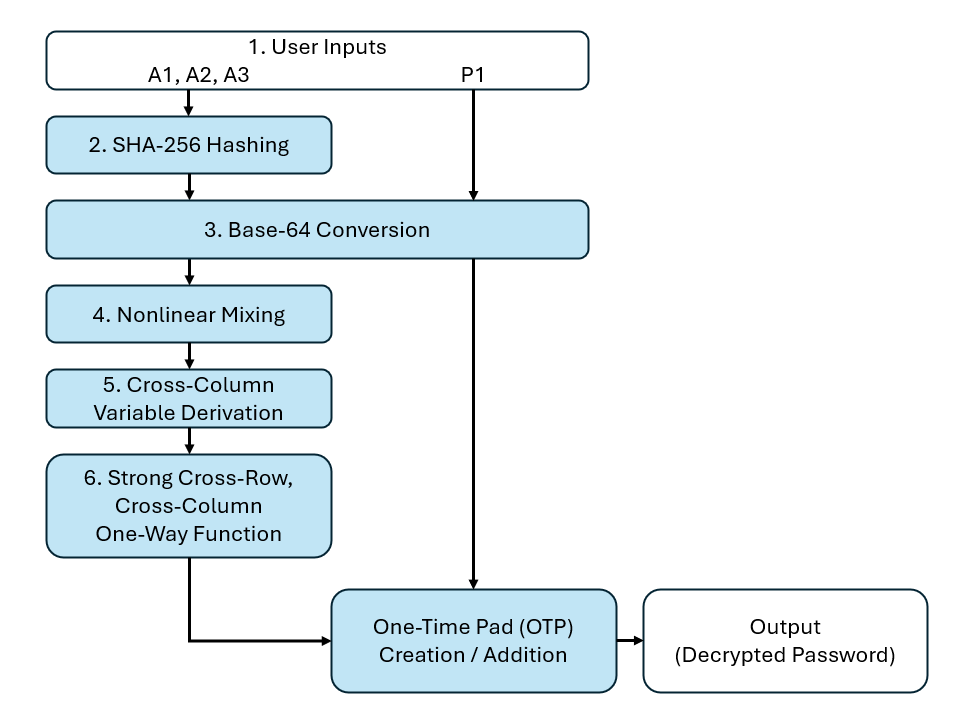 1. User Inputs
A1, A2, A3 P1
2. SHA-256 Hashing
3. Base-64 Conversion
4. Nonlinear Mixing
5. Cross-Column
Variable Derivation
6. Strong Cross-Row,
Cross-Column
One-Way Function
One-Time Pad (OTP)
Creation / Addition
Output
(Decrypted Password)